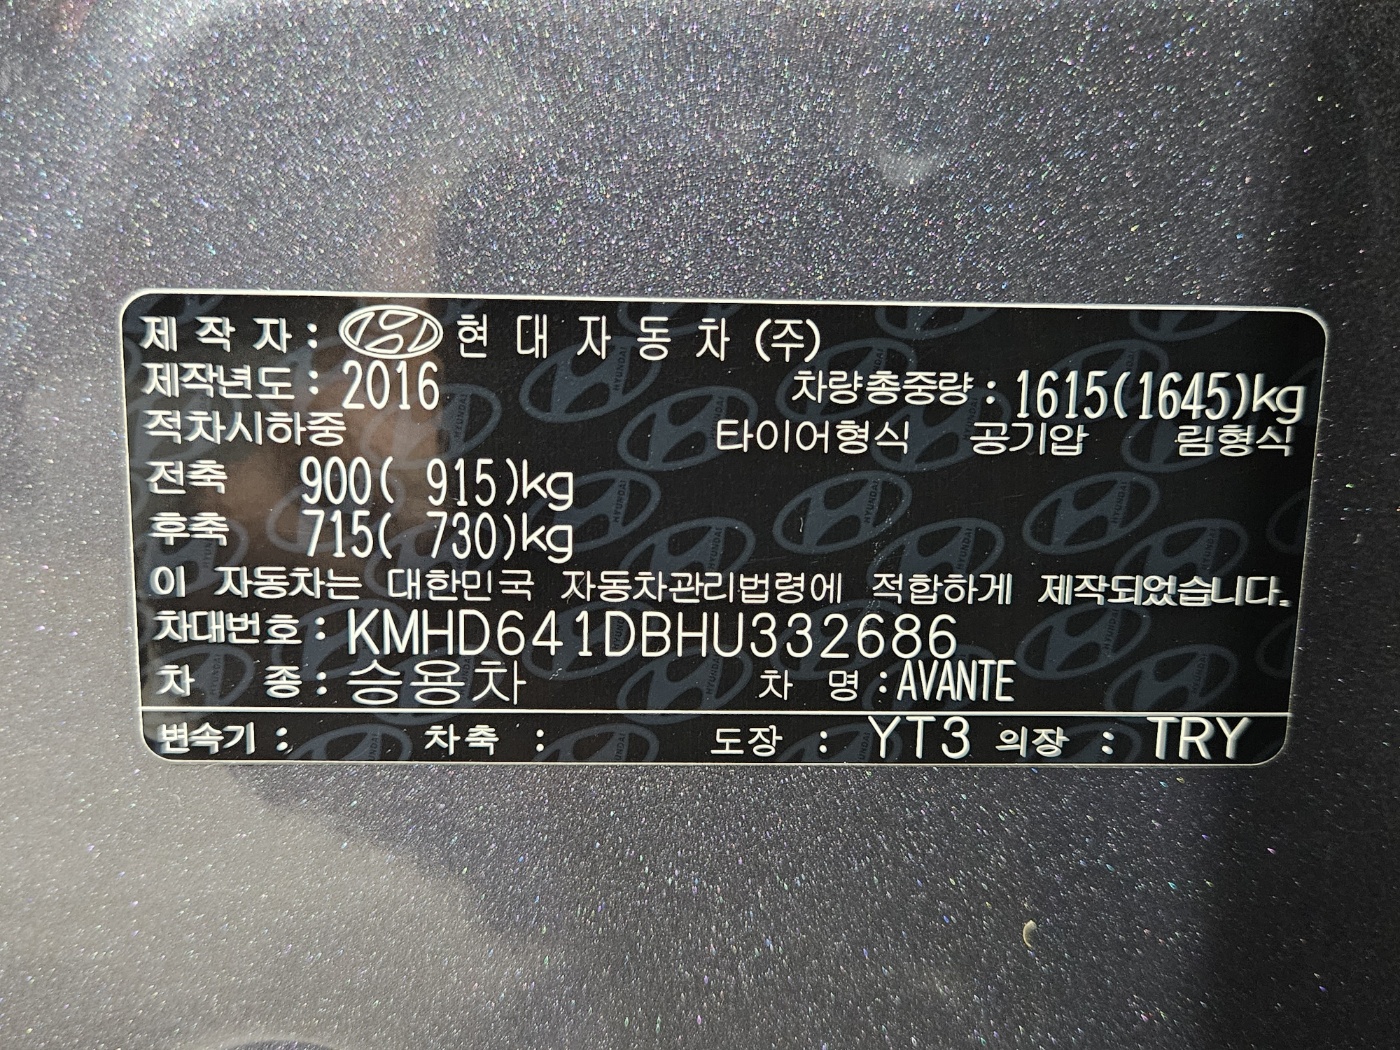 제 작 자 : 현 대 자 동 차 (주)
제작년도 : 2016 차량총중량 : 1615(1645)kg
적차시하중 타이어형식 공기압 림형식
전축 900( 915)kg
후축 715( 730)kg
이 자동차는 대한민국 자동차관리법령에 적합하게 제작되었습니다.
차대번호 : KMHD641DBHU332686
차 종 : 승용차 차 명 : AVANTE
변속기 : 차축 : 도장 : YT3 의장 : TRY